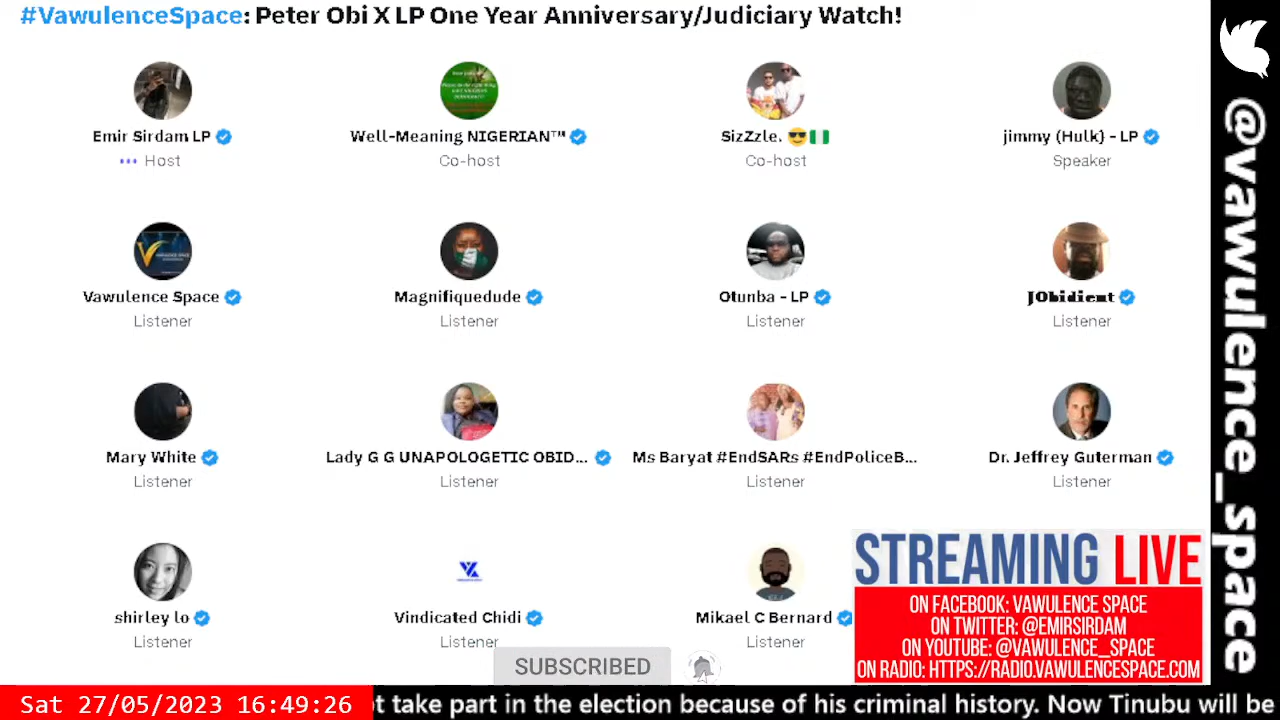 #VawulenceSpace: Peter Obi X LP One Year Anniversary/Judiciary Watch!
Emir Sirdam LP
Host
Well-Meaning NIGERIAN™
Co-host
SizZzle. 😎🇳🇬
Co-host
jimmy (Hulk) - LP
Speaker
Vawulence Space
Listener
Magnifiquedude
Listener
Otunba - LP
Listener
JObidient
Listener
Mary White
Listener
Lady G G UNAPOLOGETIC OBID...
Listener
Ms Baryat #EndSARs #EndPoliceB...
Listener
Dr. Jeffrey Guterman
Listener
shirley lo
Listener
Vindicated Chidi
Listener
Mikael C Bernard
Listener
STREAMING LIVE
ON FACEBOOK: VAWULENCE SPACE
ON TWITTER: @EMIRSIRDAM
ON YOUTUBE: @VAWULENCE_SPACE
ON RADIO: HTTPS://RADIO.VAWULENCESPACE.COM
SUBSCRIBED
@vawulence_space
Sat 27/05/2023 16:49:26
t take part in the election because of his criminal history. Now Tinubu will be